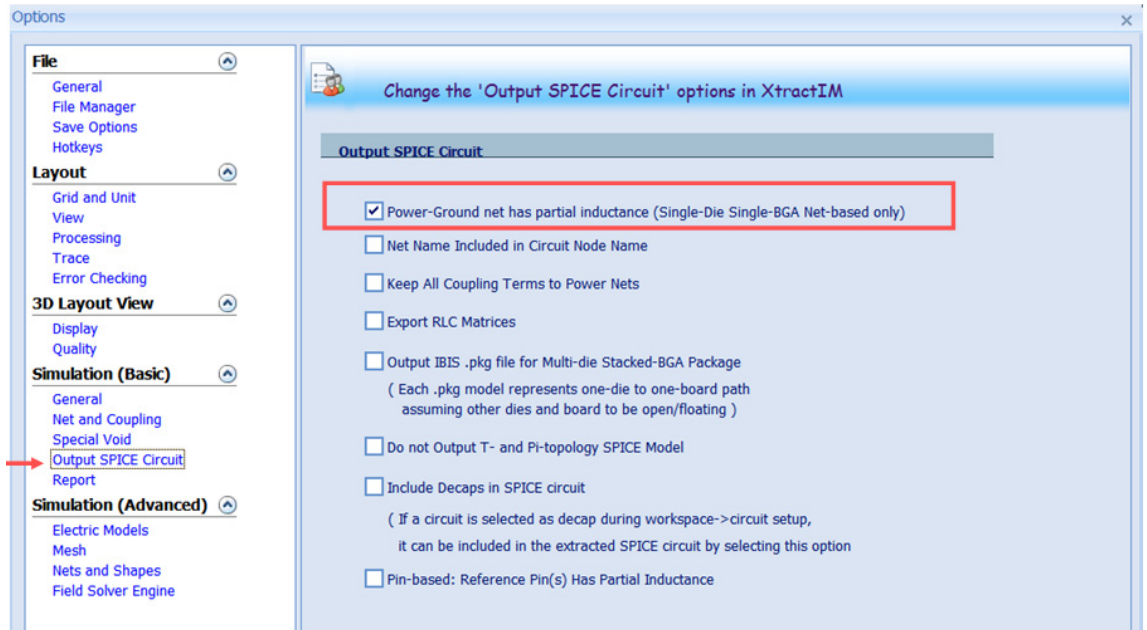 Options
File
General
File Manager
Save Options
Hotkeys
Layout
Grid and Unit
View
Processing
Trace
Error Checking
3D Layout View
Display
Quality
Simulation (Basic)
General
Net and Coupling
Special Void
Output SPICE Circuit
Report
Simulation (Advanced)
Electric Models
Mesh
Nets and Shapes
Field Solver Engine
Change the 'Output SPICE Circuit' options in XtractIM
Output SPICE Circuit
Power-Ground net has partial inductance (Single-Die Single-BGA Net-based only)
Net Name Included in Circuit Node Name
Keep All Coupling Terms to Power Nets
Export RLC Matrices
Output IBIS .pkg file for Multi-die Stacked-BGA Package
( Each .pkg model represents one-die to one-board path
assuming other dies and board to be open/floating )
Do not Output T- and Pi-topology SPICE Model
Include Decaps in SPICE circuit
( If a circuit is selected as decap during workspace->circuit setup,
it can be included in the extracted SPICE circuit by selecting this option
Pin-based: Reference Pin(s) Has Partial Inductance